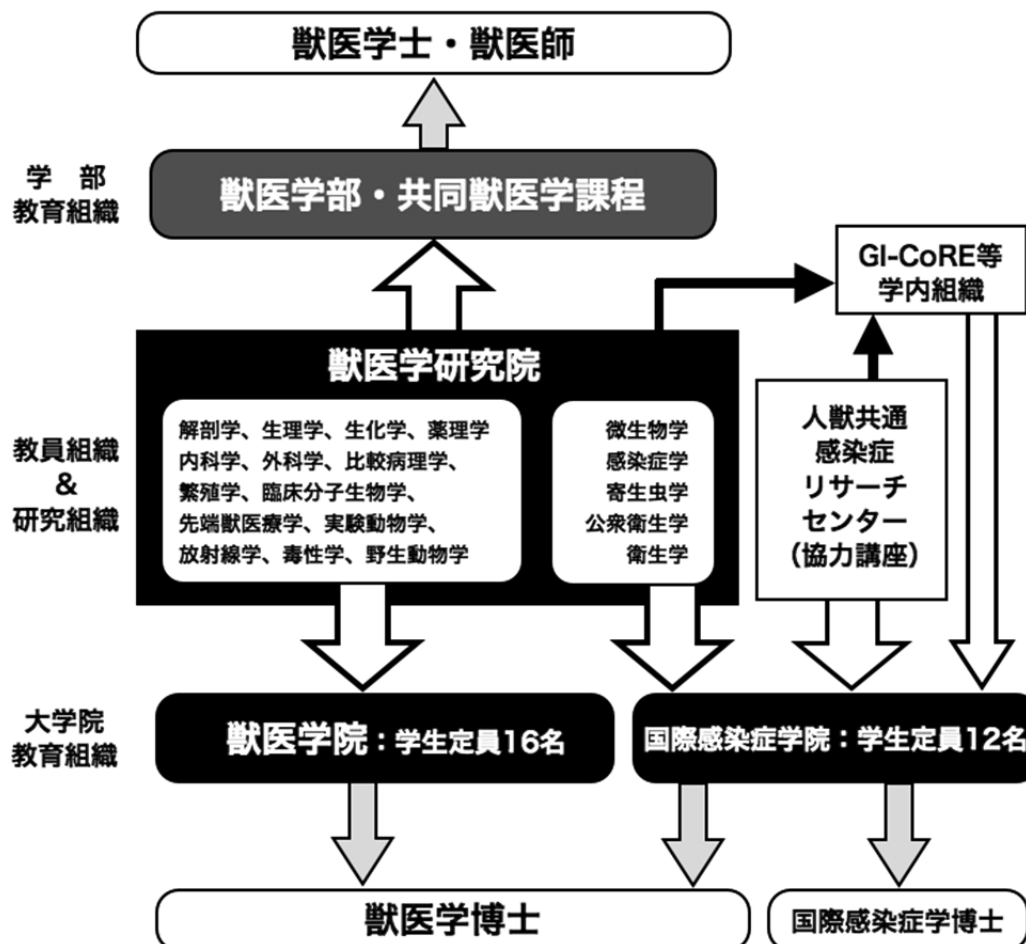 獣医学士・獣医師
学 部
教育組織
獣医学部・共同獣医学課程
GI-CoRE等
学内組織
獣医学研究院
教員組織
&
研究組織
解剖学、生理学、生化学、薬理学
内科学、外科学、比較病理学、
繁殖学、臨床分子生物学、
先端獣医療学、実験動物学、
放射線学、毒性学、野生動物学
微生物学
感染症学
寄生虫学
公衆衛生学
衛生学
人獣共通
感染症
リサーチ
センター
(協力講座)
大学院
教育組織
獣医学院:学生定員16名
国際感染症学院:学生定員12名
獣医学博士
国際感染症学博士